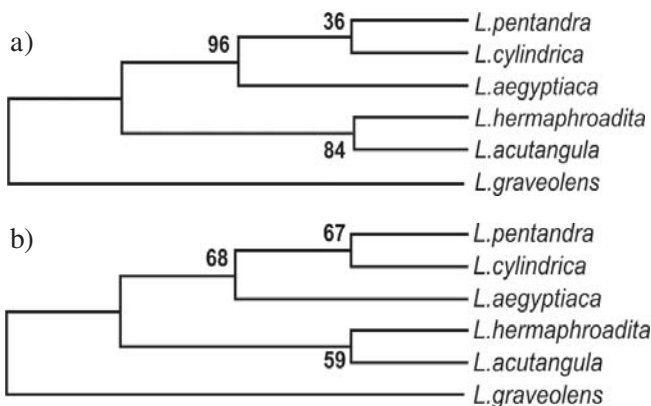 a)
36
L.pentandra
96
L.cylindrica
L.aegyptiaca
L.hermaphroadita
84
L.acutangula
L.graveolens
b)
67
L.pentandra
68
L.cylindrica
L.aegyptiaca
L.hermaphroadita
59
L.acutangula
L.graveolens